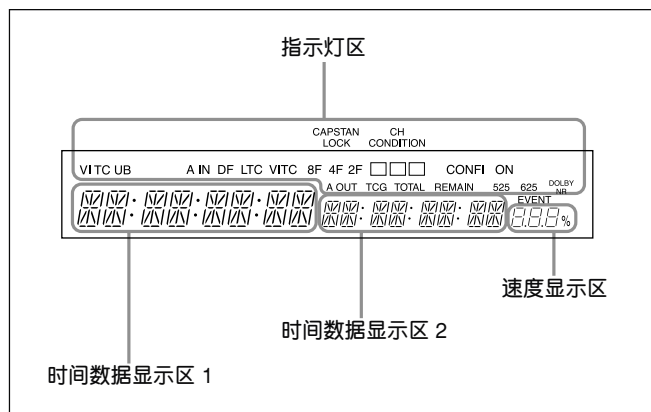 指示灯区
CAPSTAN LOCK CH CONDITION
VITC UB A IN DF LTC VITC 8F 4F 2F CONFI ON
A OUT TCG TOTAL REMAIN 525 625 DOLBY NR
EVENT
%
速度显示区
时间数据显示区 2
时间数据显示区 1